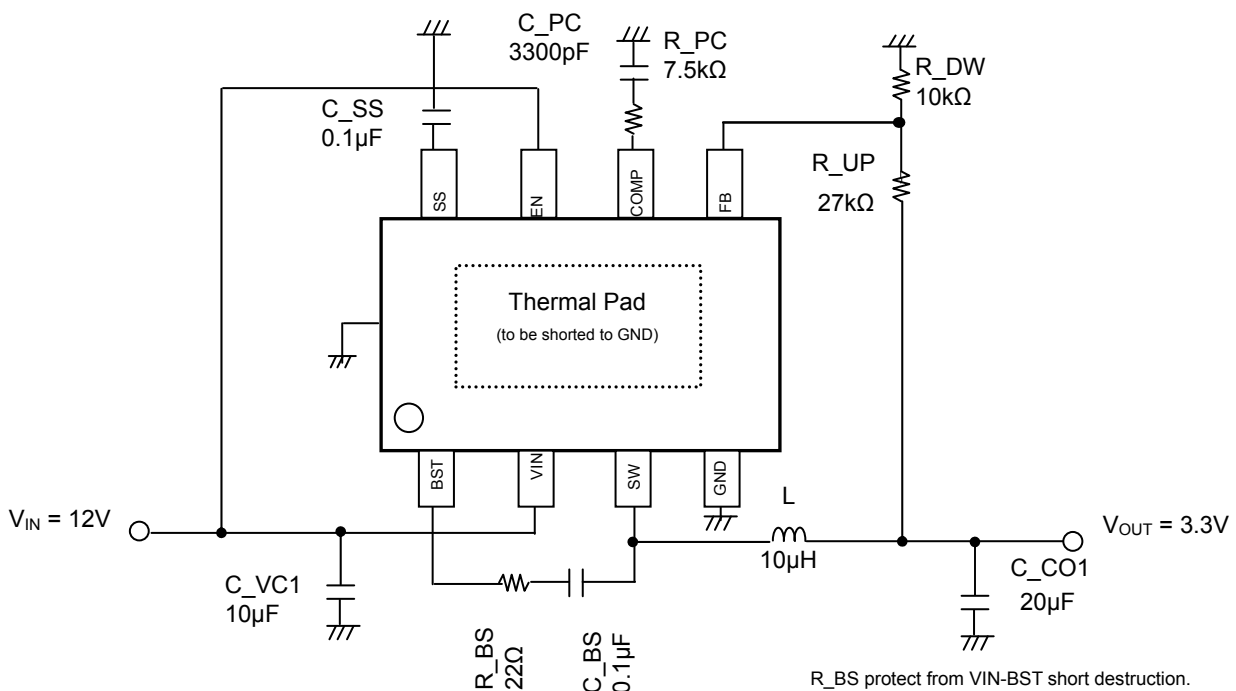 C_PC
3300pF
R_PC
7.5kΩ
R_DW
10kΩ
C_SS
0.1µF
R_UP
27kΩ
SS
EN
COMP
FB
Thermal Pad
(to be shorted to GND)
BST
VIN
SW
GND
L
10µH
V_IN = 12V
V_OUT = 3.3V
C_VC1
10µF
C_CO1
20µF
R_BS
22Ω
C_BS
0.1µF
R_BS protect from VIN-BST short destruction.